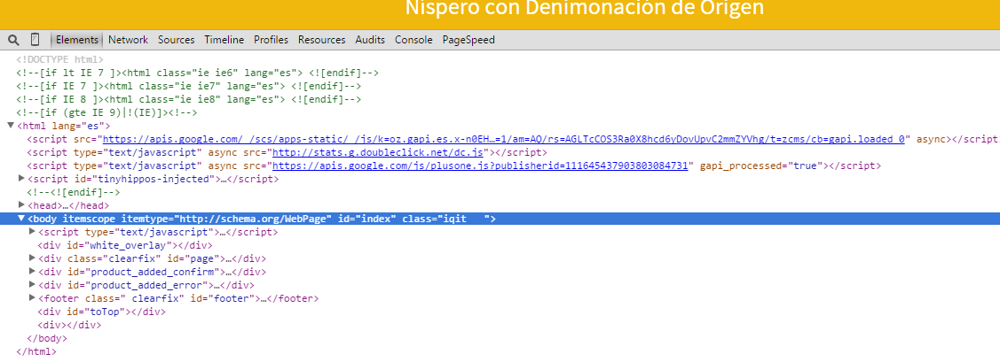 Nispero con Denimonación de Origen
Elements Network Sources Timeline Profiles Resources Audits Console PageSpeed
<!DOCTYPE html>
<!--[if lt IE 7 ]><html class="ie ie6" lang="es"> <![endif]-->
<!--[if IE 7 ]><html class="ie ie7" lang="es"> <![endif]-->
<!--[if IE 8 ]><html class="ie ie8" lang="es"> <![endif]-->
<!--[if (gte IE 9)|!(IE)]><!-->
<html lang="es">
<script src="https://apis.google.com/_/scs/apps-static/_/js/k=oz.gapi.es.x-n0EH…=1/am=AQ/rs=AGLTcCOS3Ra0X8hcd6yDovUpvC2mmZYVhg/t=zcms/cb=gapi.loaded_0" async></script
<script type="text/javascript" async src="http://stats.g.doubleclick.net/dc.js"></script>
<script type="text/javascript" async src="https://apis.google.com/js/plusone.js?publisherid=111645437903803084731" gapi_processed="true"></script>
<script id="tinyhippos-injected">…</script>
<!--<![endif]-->
<head>…</head>
<body itemscope itemtype="http://schema.org/WebPage" id="index" class="iqit   ">
<script type="text/javascript">…</script>
<div id="white_overlay"></div>
<div class="clearfix" id="page">…</div>
<div id="product_added_confirm">…</div>
<div id="product_added_error">…</div>
<footer class=" clearfix" id="footer">…</footer>
<div id="toTop"></div>
<div></div>
</body>
</html>